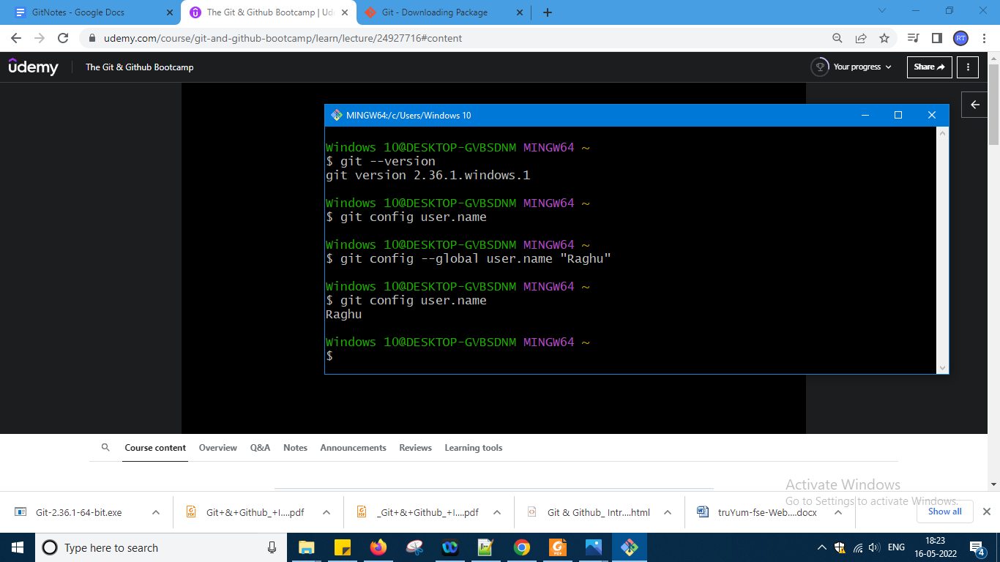 GitNotes - Google Docs
The Git & Github Bootcamp | Ud
Git - Downloading Package
udemy.com/course/git-and-github-bootcamp/learn/lecture/24927716#content
RT
ûdemy
The Git & Github Bootcamp
Your progress
Share
MINGW64:/c/Users/Windows 10
Windows 10@DESKTOP-GVBSDNM MINGW64 ~
$ git --version
git version 2.36.1.windows.1
Windows 10@DESKTOP-GVBSDNM MINGW64 ~
$ git config user.name
Windows 10@DESKTOP-GVBSDNM MINGW64 ~
$ git config --global user.name "Raghu"
Windows 10@DESKTOP-GVBSDNM MINGW64 ~
$ git config user.name
Raghu
Windows 10@DESKTOP-GVBSDNM MINGW64 ~
$
Course content
Overview
Q&A
Notes
Announcements
Reviews
Learning tools
Activate Windows
Go to Settings to activate Windows.
Git-2.36.1-64-bit.exe
Git+&+Github_+I....pdf
_Git+&+Github_+I....pdf
Git & Github_ Intr....html
truYum-fse-Web....docx
Show all
Type here to search
ENG
18:23
16-05-2022
4